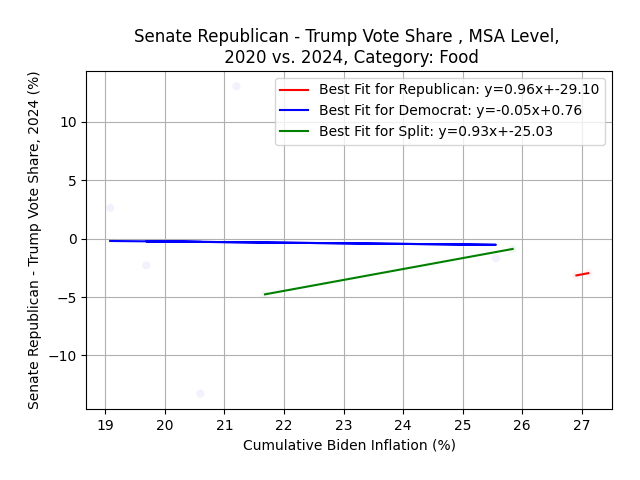 Senate Republican - Trump Vote Share , MSA Level,
2020 vs. 2024, Category: Food
Senate Republican - Trump Vote Share, 2024 (%)
Best Fit for Republican: y=0.96x+-29.10
Best Fit for Democrat: y=-0.05x+0.76
Best Fit for Split: y=0.93x+-25.03
10
5
0
−5
−10
19 20 21 22 23 24 25 26 27
Cumulative Biden Inflation (%)